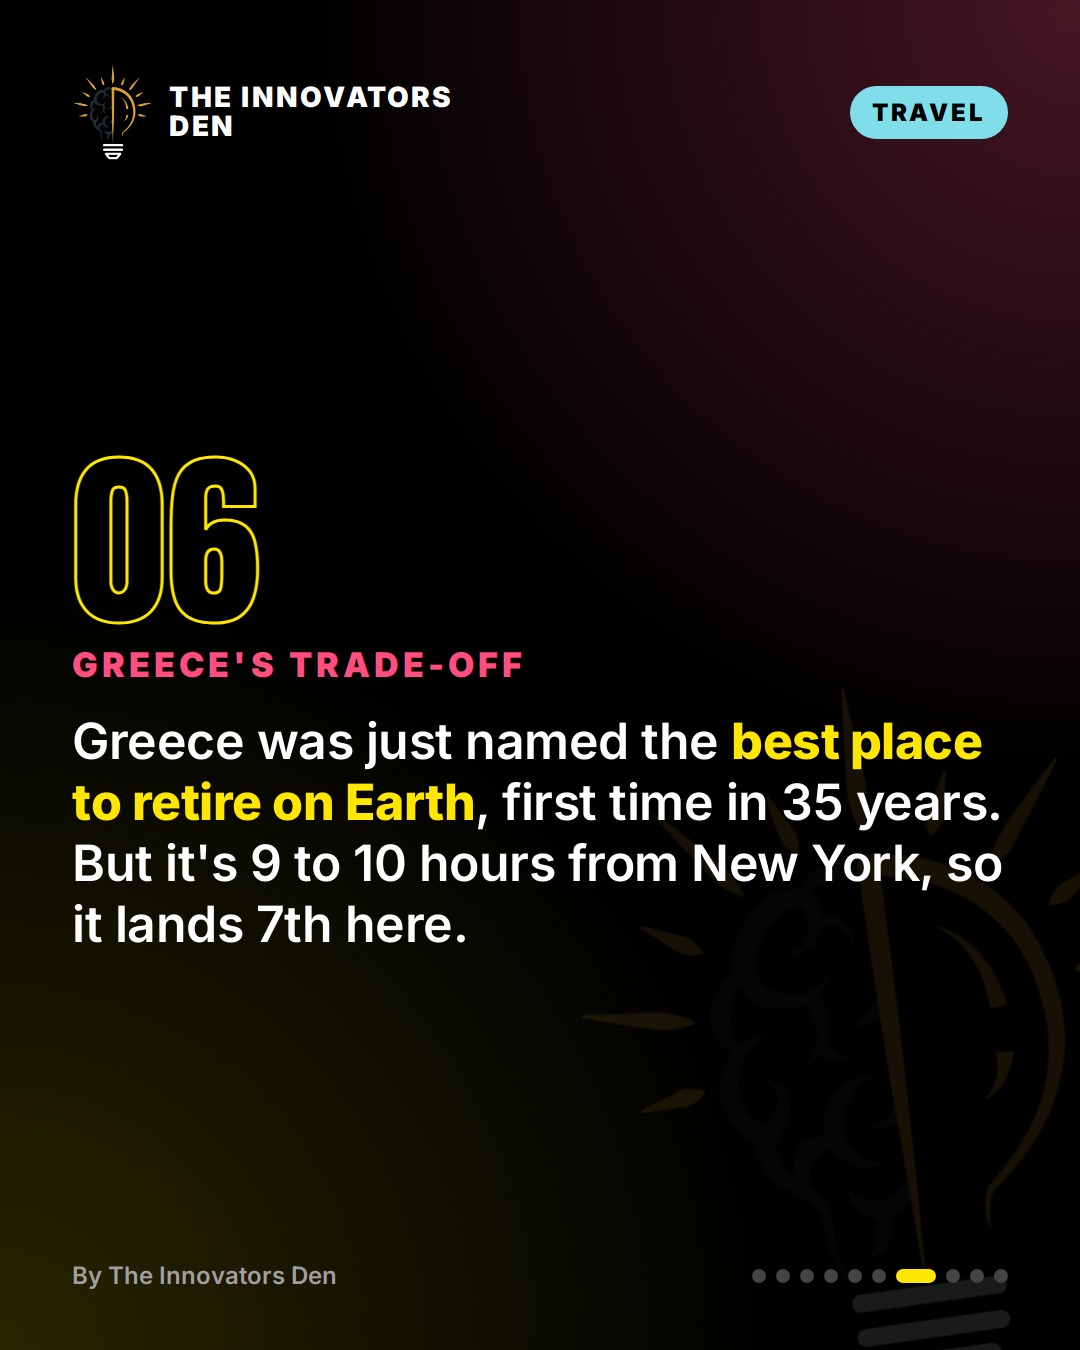 THE INNOVATORS
DEN
TRAVEL
06
GREECE'S TRADE-OFF
Greece was just named the best place
to retire on Earth, first time in 35 years.
But it's 9 to 10 hours from New York, so
it lands 7th here.
By The Innovators Den